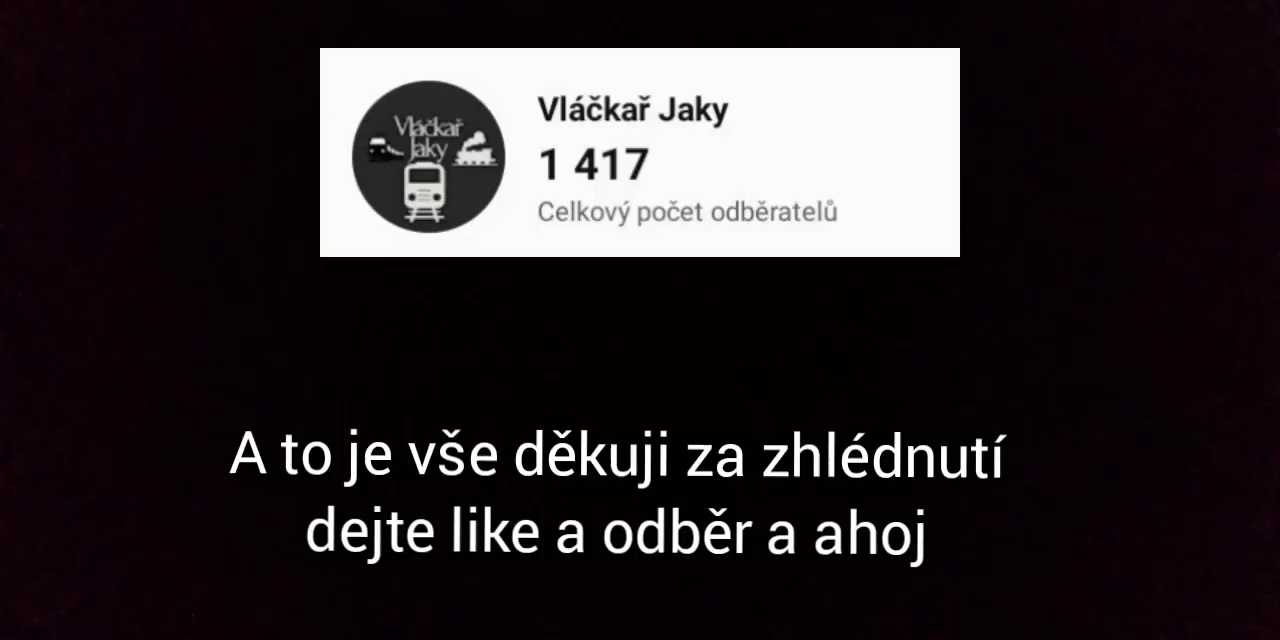 Vláčkař
Jaky
Vláčkař Jaky
1 417
Celkový počet odběratelů
A to je vše děkuji za zhlédnutí
dejte like a odběr a ahoj